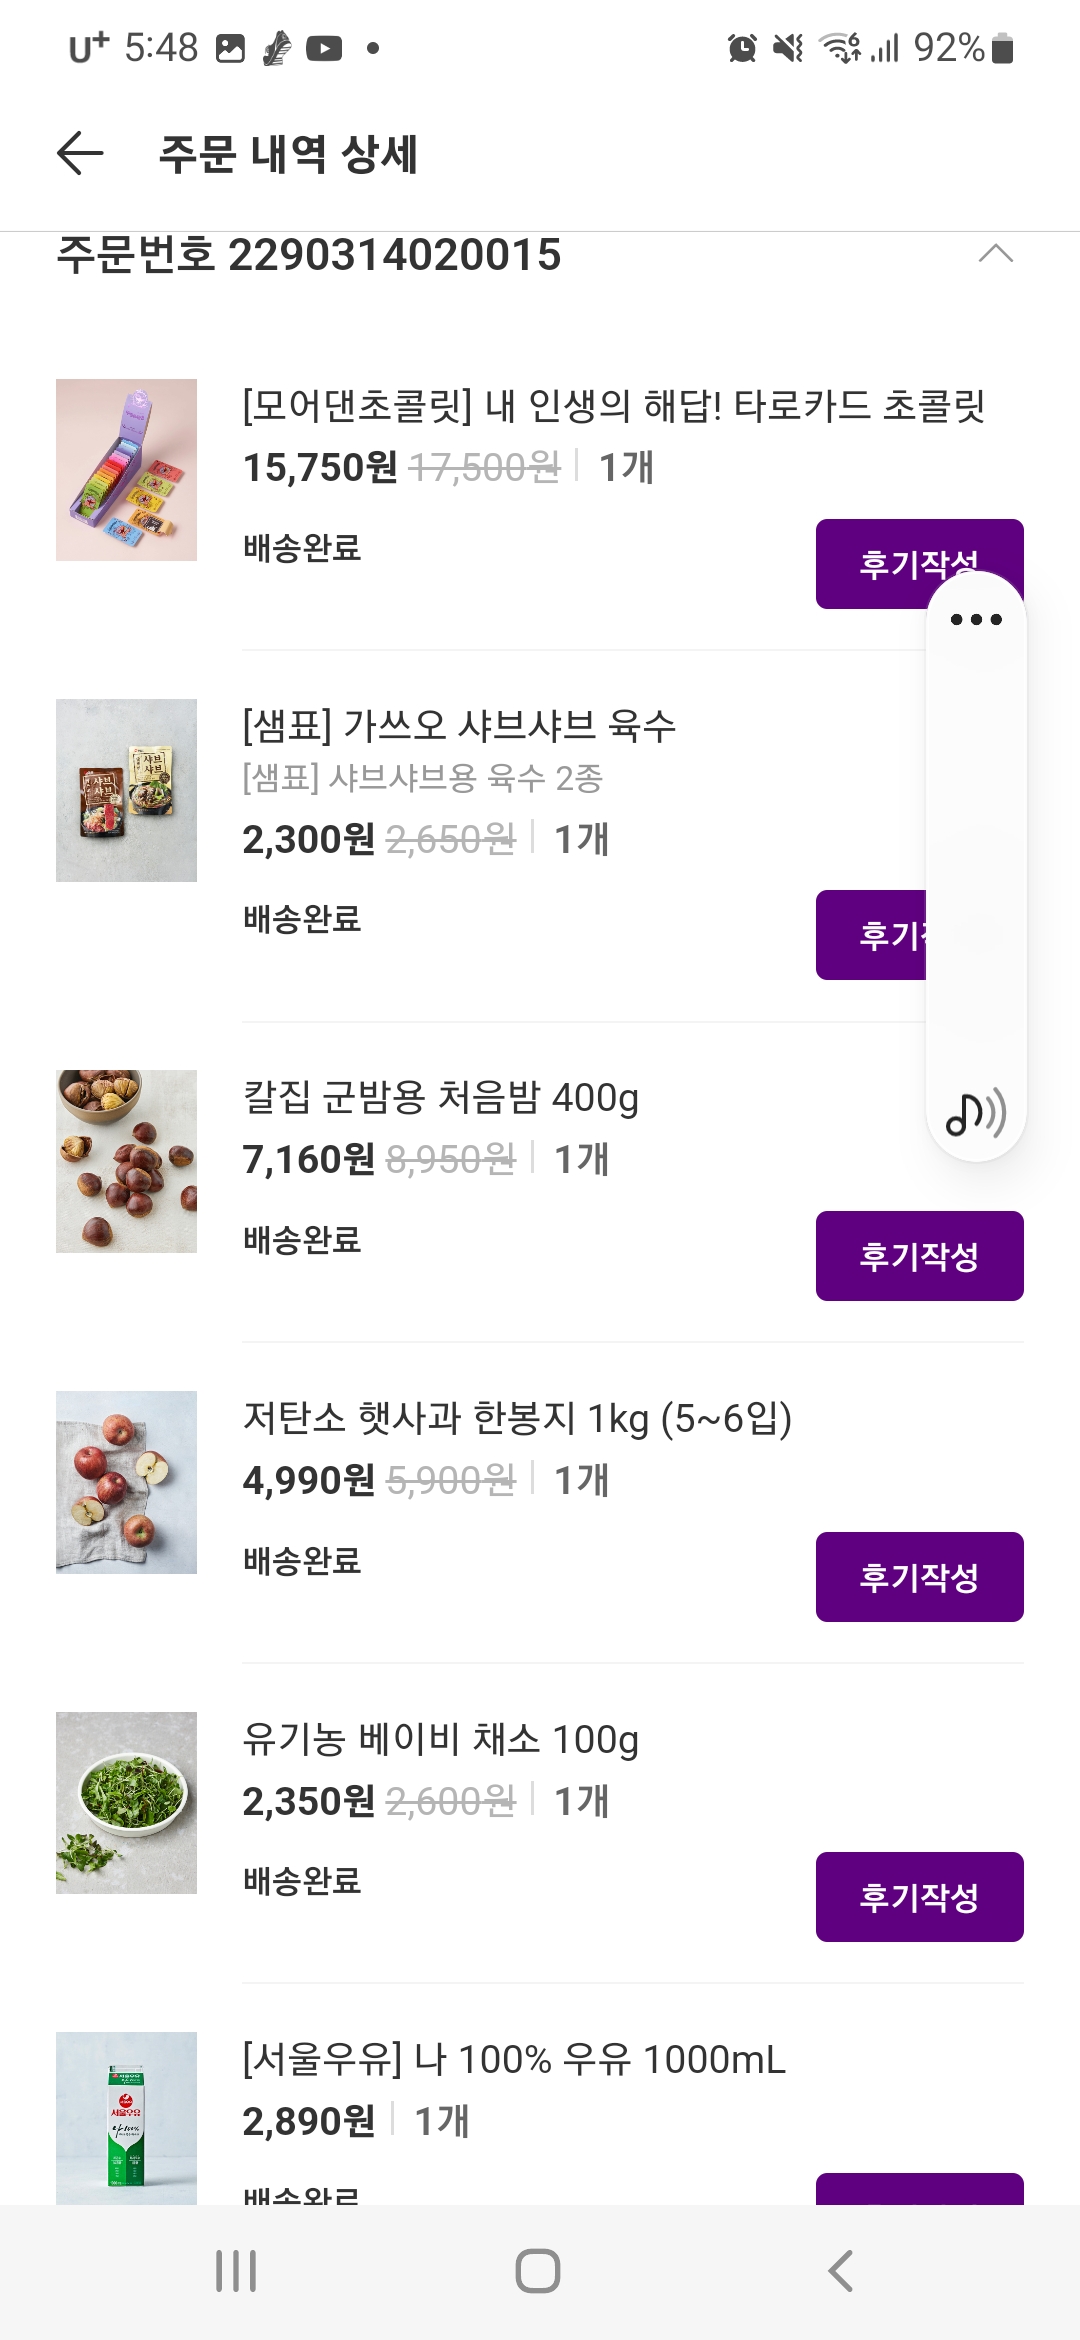 U+ 5:48 92%
주문 내역 상세
주문번호 2290314020015
[모어댄초콜릿] 내 인생의 해답! 타로카드 초콜릿
15,750원 17,500원 1개
배송완료
후기작성
[샘표] 가쓰오 샤브샤브 육수
[샘표] 샤브샤브용 육수 2종
2,300원 2,650원 1개
배송완료
후기
칼집 군밤용 처음밤 400g
7,160원 8,950원 1개
배송완료
후기작성
저탄소 햇사과 한봉지 1kg (5~6입)
4,990원 5,900원 1개
배송완료
후기작성
유기농 베이비 채소 100g
2,350원 2,600원 1개
배송완료
후기작성
[서울우유] 나 100% 우유 1000mL
2,890원 1개
배송완료